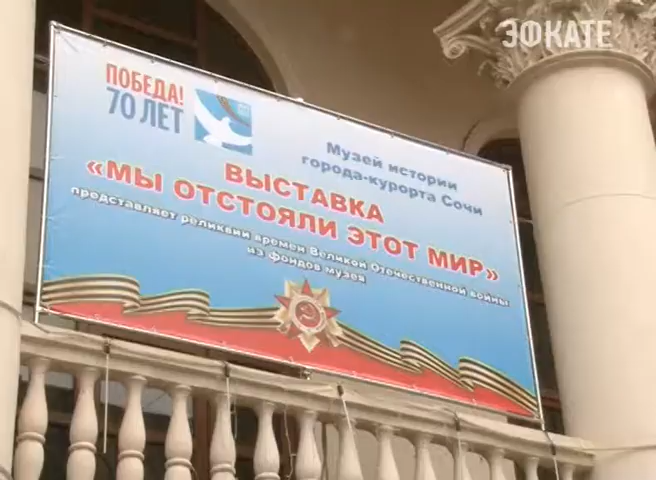 ЭФКАТЕ
ПОБЕДА!
70 ЛЕТ
Музей истории
города-курорта Сочи
ВЫСТАВКА
«МЫ ОТСТОЯЛИ ЭТОТ МИР»
представляет реликвии времен Великой Отечественной войны
из фондов музея